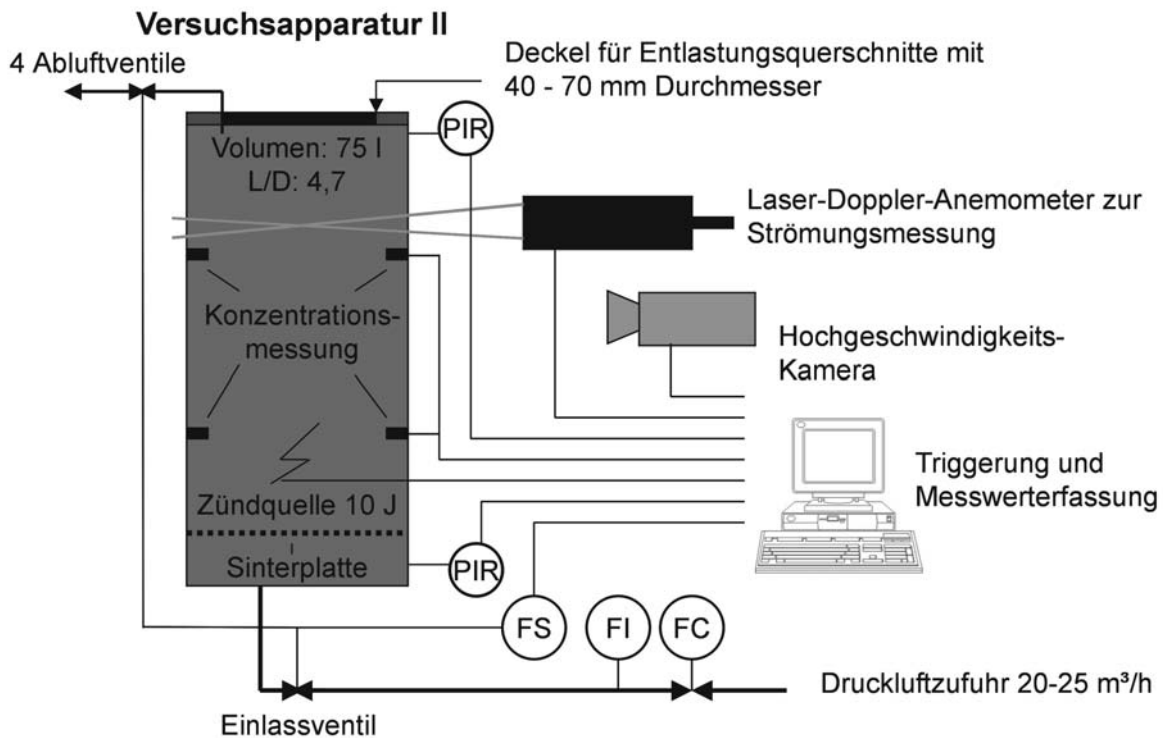 Versuchsapparatur II
4 Abluftventile
Deckel für Entlastungsquerschnitte mit
40 - 70 mm Durchmesser
PIR
Volumen: 75 l
L/D: 4,7
Laser-Doppler-Anemometer zur
Strömungsmessung
Konzentrations-
messung
Hochgeschwindigkeits-
Kamera
Zündquelle 10 J
Triggerung und
Messwerterfassung
Sinterplatte
PIR
FS
FI
FC
Druckluftzufuhr 20-25 m³/h
Einlassventil